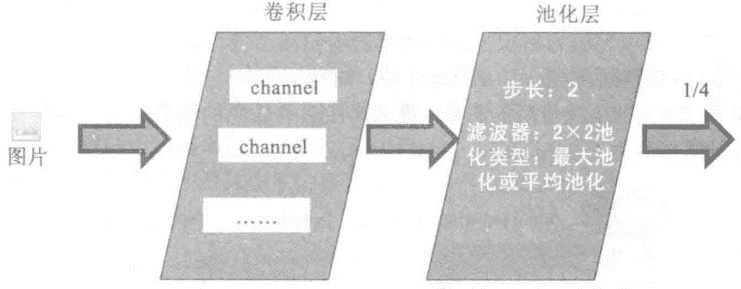 卷积层
池化层
channel
channel
……
图片
步长：2
滤波器：2×2池
化类型：最大池
化或平均池化
1/4